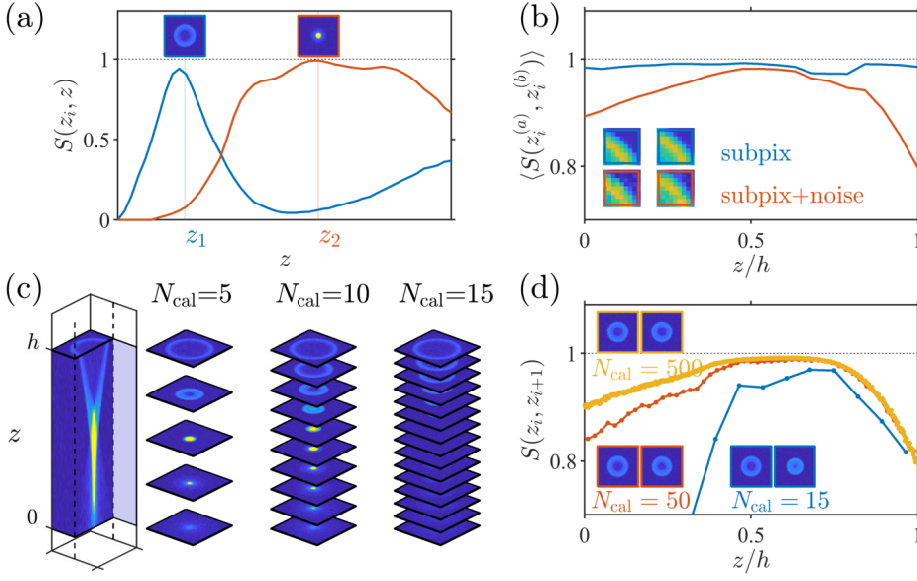 (a)
S(z_i, z)
1
0.5
0
z_1
z_2
z
(b)
⟨S(z_i^{(a)}, z_i^{(b)})⟩
1
0.8
subpix
subpix+noise
0
0.5
1
z/h
(c)
N_cal=5
N_cal=10
N_cal=15
h
z
0
(d)
S(z_i, z_{i+1})
1
0.8
N_cal = 500
N_cal = 50
N_cal = 15
0
0.5
1
z/h